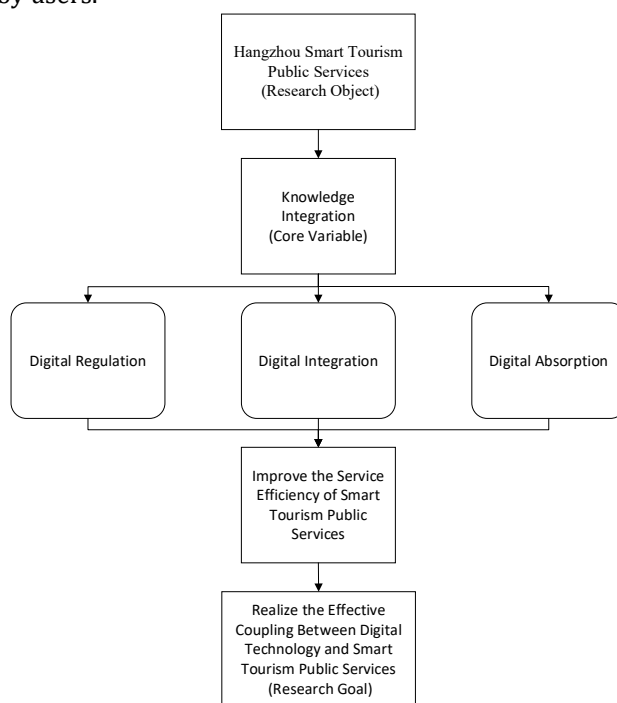 by users.
Hangzhou Smart Tourism
Public Services
(Research Object)
Knowledge
Integration
(Core Variable)
Digital Regulation
Digital Integration
Digital Absorption
Improve the Service
Efficiency of Smart
Tourism Public
Services
Realize the Effective
Coupling Between Digital
Technology and Smart
Tourism Public Services
(Research Goal)